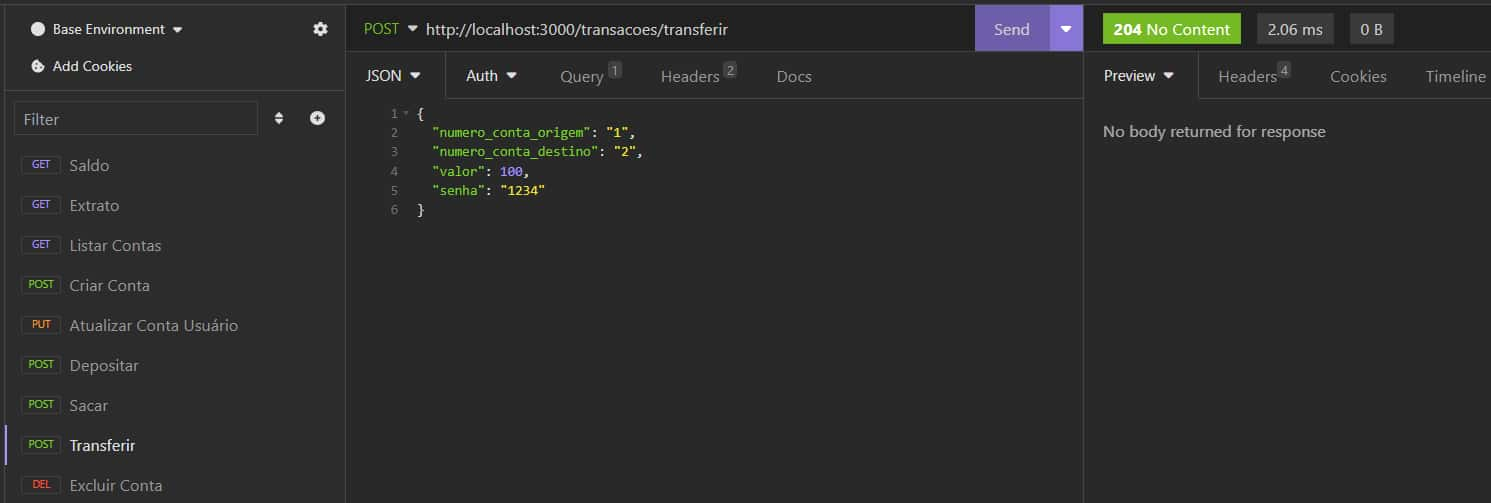 Base Environment
Add Cookies
Filter
GET Saldo
GET Extrato
GET Listar Contas
POST Criar Conta
PUT Atualizar Conta Usuário
POST Depositar
POST Sacar
POST Transferir
DEL Excluir Conta
POST http://localhost:3000/transacoes/transferir Send
JSON Auth Query 1 Headers 2 Docs
1 {
2 "numero_conta_origem": "1",
3 "numero_conta_destino": "2",
4 "valor": 100,
5 "senha": "1234"
6 }
204 No Content 2.06 ms 0 B
Preview Headers 4 Cookies Timeline
No body returned for response